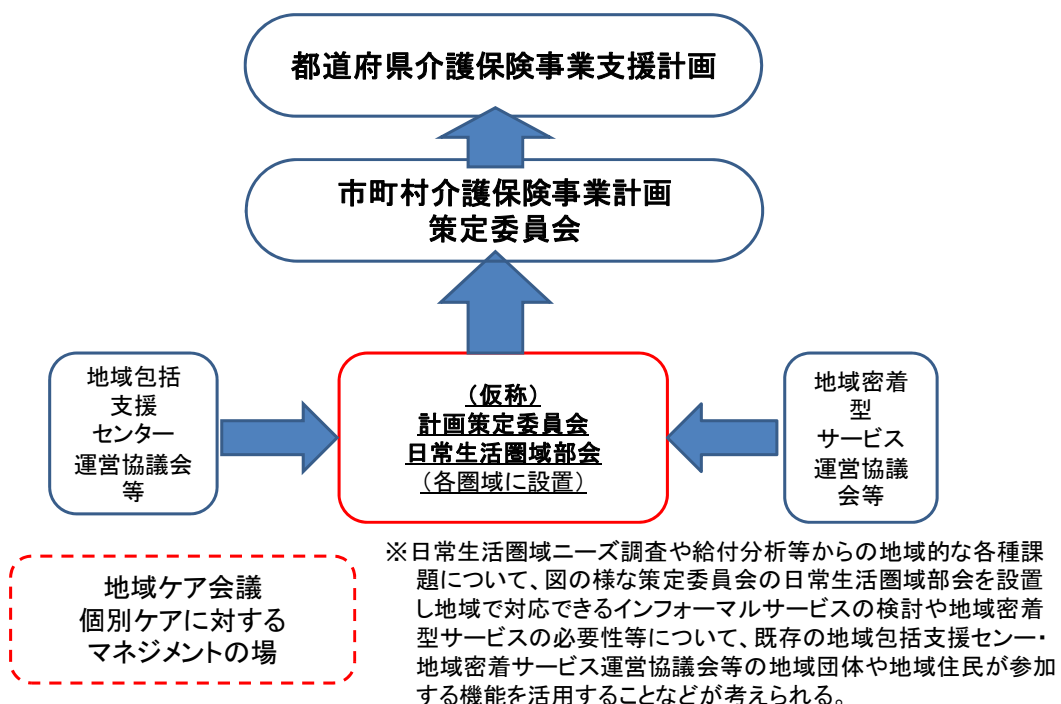 都道府県介護保険事業支援計画
市町村介護保険事業計画
策定委員会
地域包括
支援
センター
運営協議会
等
(仮称)
計画策定委員会
日常生活圏域部会
(各圏域に設置)
地域密着
型
サービス
運営協議
会等
地域ケア会議
個別ケアに対する
マネジメントの場
※日常生活圏域ニーズ調査や給付分析等からの地域的な各種課
題について、図の様な策定委員会の日常生活圏域部会を設置
し地域で対応できるインフォーマルサービスの検討や地域密着
型サービスの必要性等について、既存の地域包括支援センー・
地域密着サービス運営協議会等の地域団体や地域住民が参加
する機能を活用することなどが考えられる。